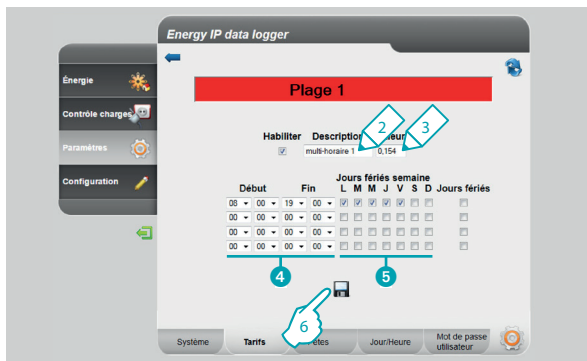 Energy IP data logger
Énergie
Contrôle charges
Paramètres
Configuration
Plage 1
Habiliter Description
2
3
multi-horaire 1 0,154
Jours fériés semaine
Début Fin L M M J V S D Jours fériés
08 00 19 00
00 00 00 00
00 00 00 00
00 00 00 00
4
5
6
Système Tarifs Jour/Heure Mot de passe utilisateur